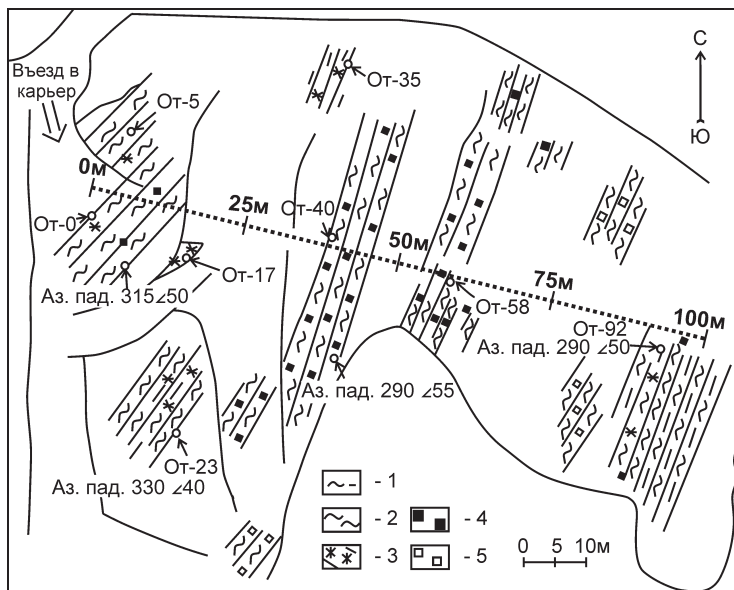 С
Ю
Въезд в
карьер
От-5
От-35
0м
От-0
25м
От-40
50м
От-17
Аз. пад. 315∠50
75м
От-58
100м
От-92
Аз. пад. 290 ∠50
Аз. пад. 290 ∠55
От-23
Аз. пад. 330 ∠40
- 1
- 2
- 3
- 4
- 5
0 5 10м